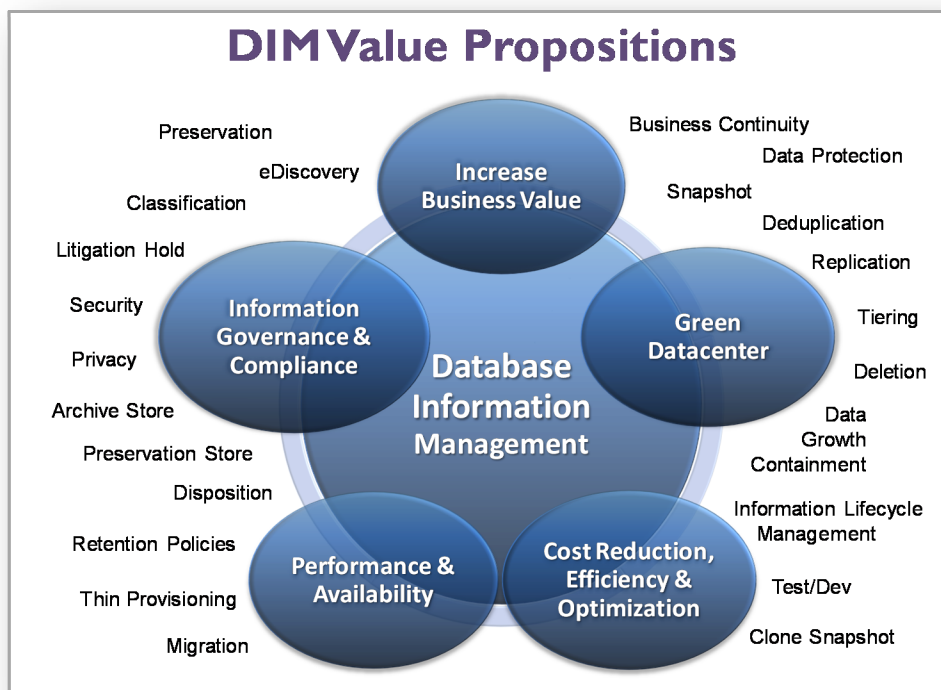 DIM Value Propositions
Preservation
eDiscovery
Classification
Litigation Hold
Security
Privacy
Archive Store
Preservation Store
Disposition
Retention Policies
Thin Provisioning
Migration
Increase
Business Value
Information
Governance &
Compliance
Green
Datacenter
Database
Information
Management
Performance &
Availability
Cost Reduction,
Efficiency &
Optimization
Business Continuity
Data Protection
Snapshot
Deduplication
Replication
Tiering
Deletion
Data
Growth
Containment
Information Lifecycle
Management
Test/Dev
Clone Snapshot